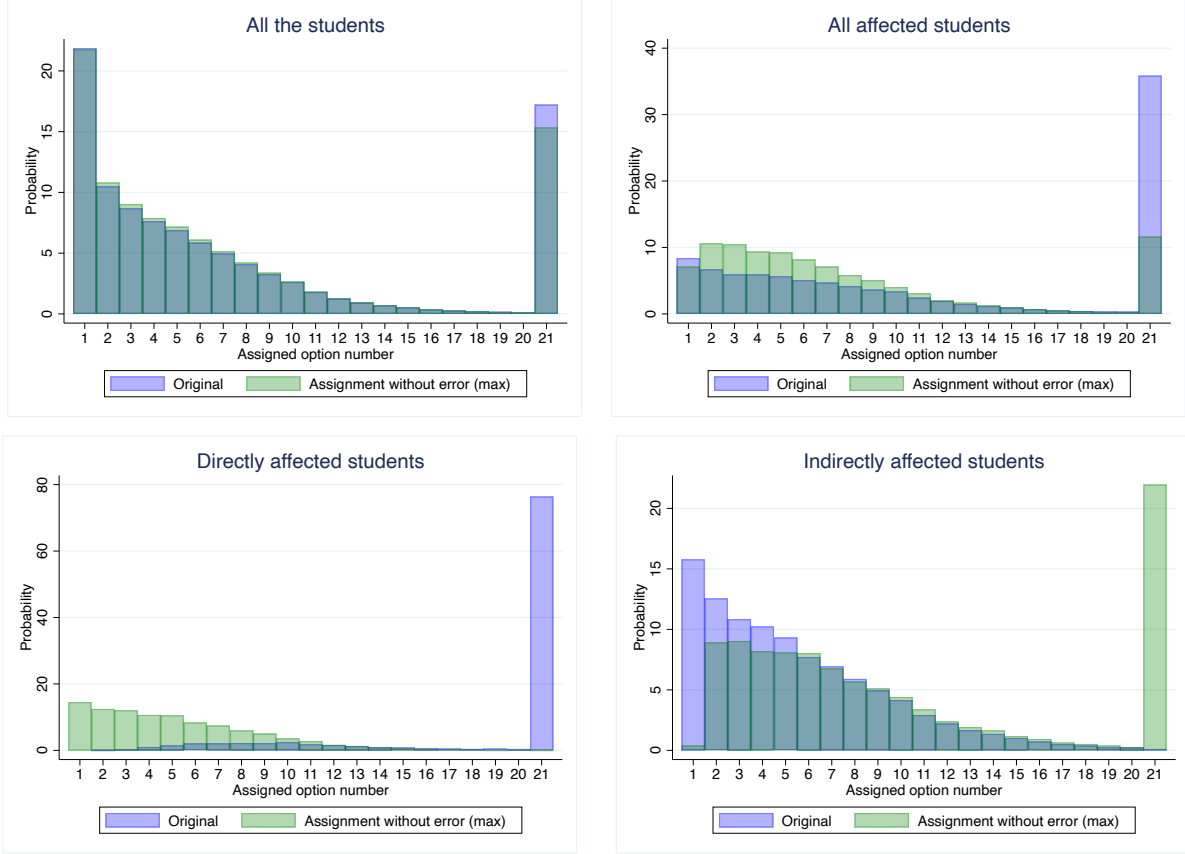 All the students
Probability
20
15
10
5
0
1 2 3 4 5 6 7 8 9 10 11 12 13 14 15 16 17 18 19 20 21
Assigned option number
Original Assignment without error (max)
All affected students
Probability
40
30
20
10
0
1 2 3 4 5 6 7 8 9 10 11 12 13 14 15 16 17 18 19 20 21
Assigned option number
Original Assignment without error (max)
Directly affected students
Probability
80
60
40
20
0
1 2 3 4 5 6 7 8 9 10 11 12 13 14 15 16 17 18 19 20 21
Assigned option number
Original Assignment without error (max)
Indirectly affected students
Probability
20
15
10
5
0
1 2 3 4 5 6 7 8 9 10 11 12 13 14 15 16 17 18 19 20 21
Assigned option number
Original Assignment without error (max)